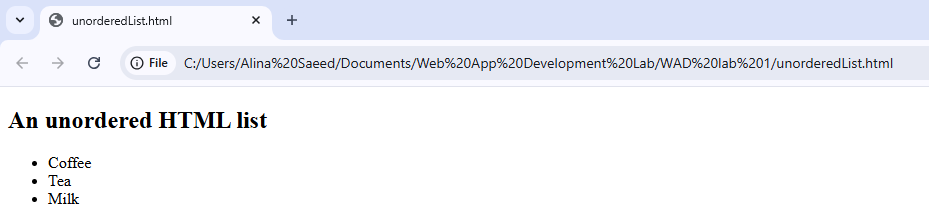 unorderedList.html
File C:/Users/Alina%20Saeed/Documents/Web%20App%20Development%20Lab/WAD%20lab%201/unorderedList.html
An unordered HTML list
Coffee
Tea
Milk